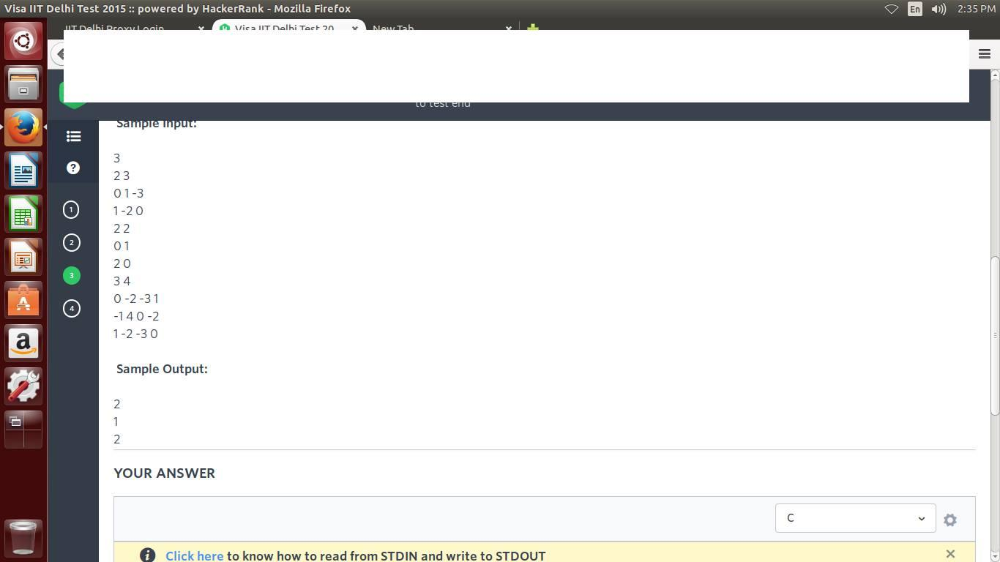 Visa IIT Delhi Test 2015 :: powered by HackerRank - Mozilla Firefox
En 2:35 PM
IIT Delhi Proxy Login Visa IIT Delhi Test 20... New Tab
to test end
Sample Input:
3
2 3
0 1 -3
1 -2 0
2 2
0 1
2 0
3 4
0 -2 -3 1
-1 4 0 -2
1 -2 -3 0
1
2
3
4
Sample Output:
2
1
2
YOUR ANSWER
C
Click here to know how to read from STDIN and write to STDOUT